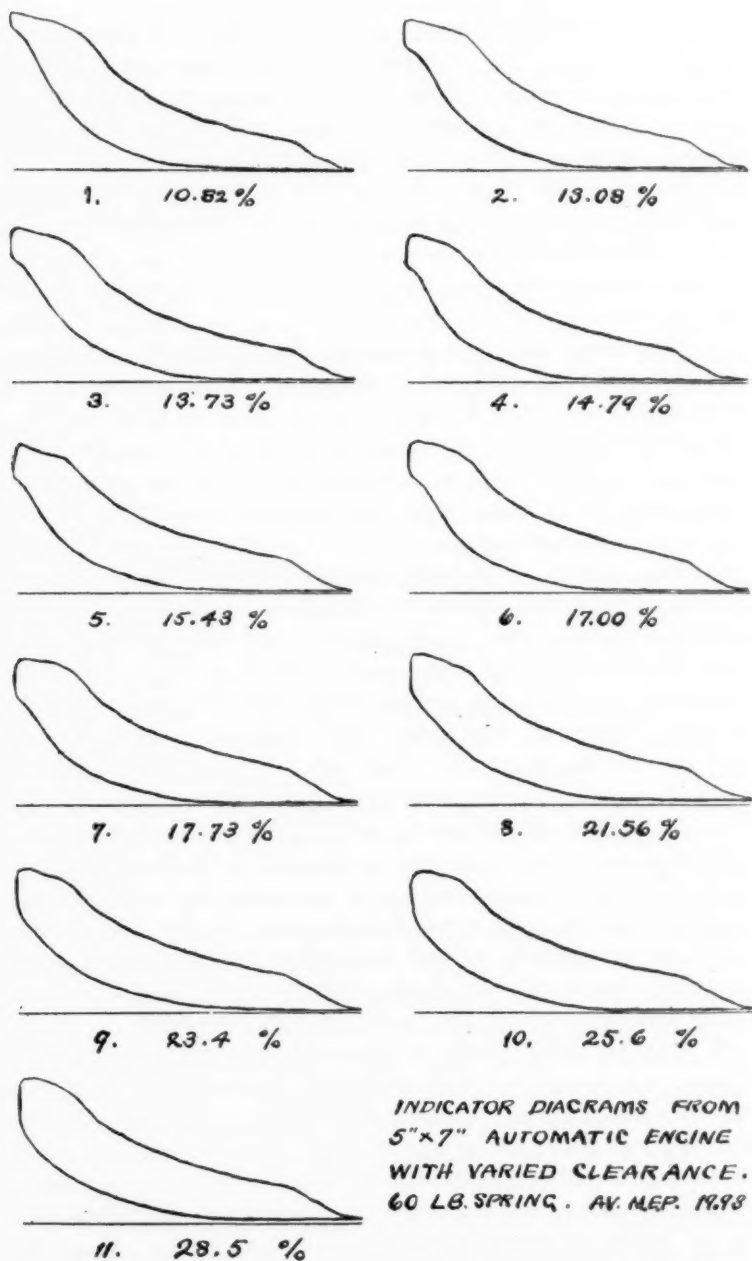 1. 10.82 %
2. 13.08 %
3. 13.73 %
4. 14.79 %
5. 15.43 %
6. 17.00 %
7. 17.73 %
8. 21.56 %
9. 23.4 %
10. 25.6 %
11. 28.5 %
INDICATOR DIAGRAMS FROM
5"x7" AUTOMATIC ENGINE
WITH VARIED CLEARANCE.
60 LB. SPRING. AV. M.E.P. 19.93